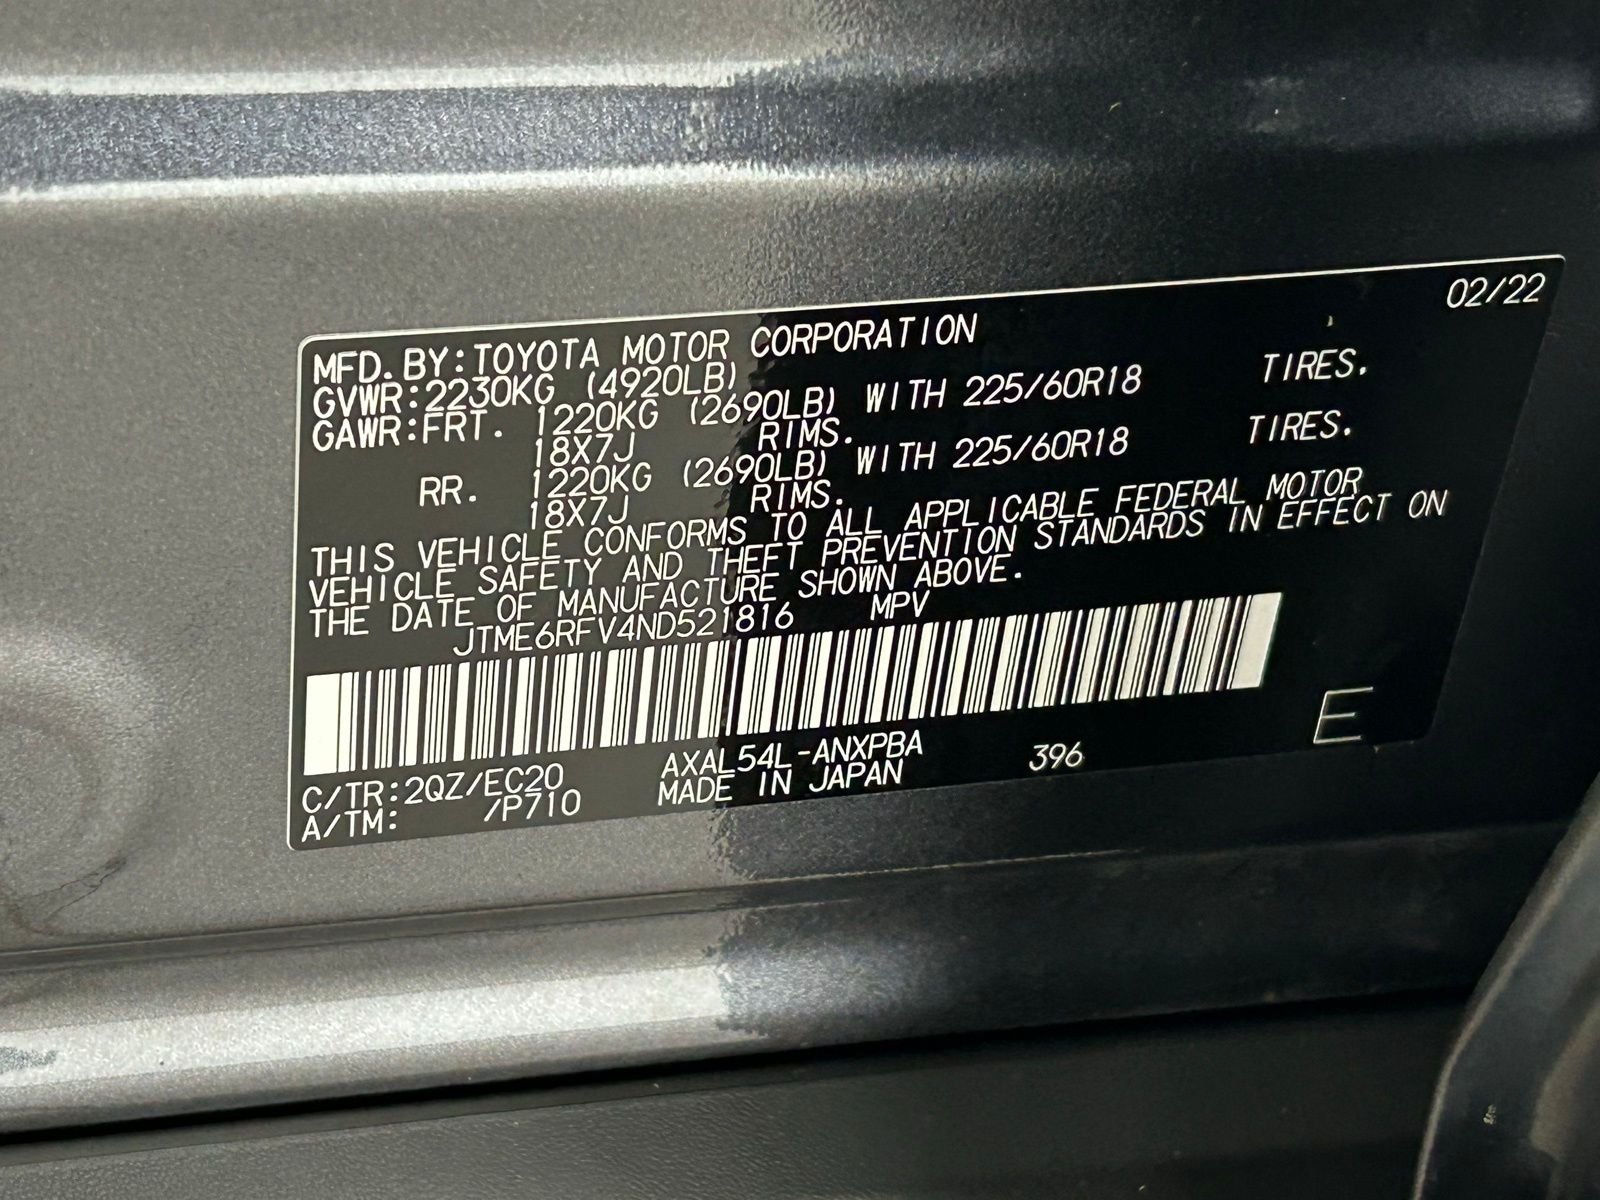 02/22
MFD.BY:TOYOTA MOTOR CORPORATION
GVWR:2230KG (4920LB)
GAWR:FRT. 1220KG (2690LB) WITH 225/60R18 TIRES.
18X7J RIMS.
RR. 1220KG (2690LB) WITH 225/60R18 TIRES.
18X7J RIMS.
THIS VEHICLE CONFORMS TO ALL APPLICABLE FEDERAL MOTOR
VEHICLE SAFETY AND THEFT PREVENTION STANDARDS IN EFFECT ON
THE DATE OF MANUFACTURE SHOWN ABOVE.
JTME6RFV4ND521816 MPV
E
C/TR:2QZ/EC20 AXAL54L-ANXPBA 396
A/TM: /P710 MADE IN JAPAN